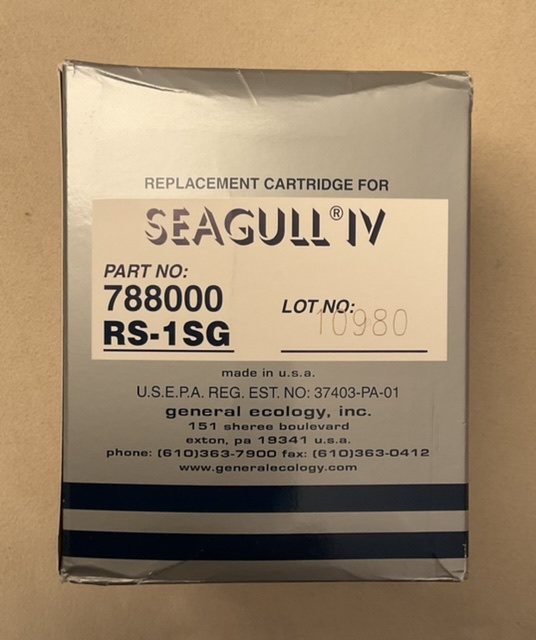 REPLACEMENT CARTRIDGE FOR
SEAGULL® IV
PART NO:
788000
RS-1SG
LOT NO:
10980
made in u.s.a.
U.S.E.P.A. REG. EST. NO: 37403-PA-01
general ecology, inc.
151 sheree boulevard
exton, pa 19341 u.s.a.
phone: (610)363-7900 fax: (610)363-0412
www.generalecology.com